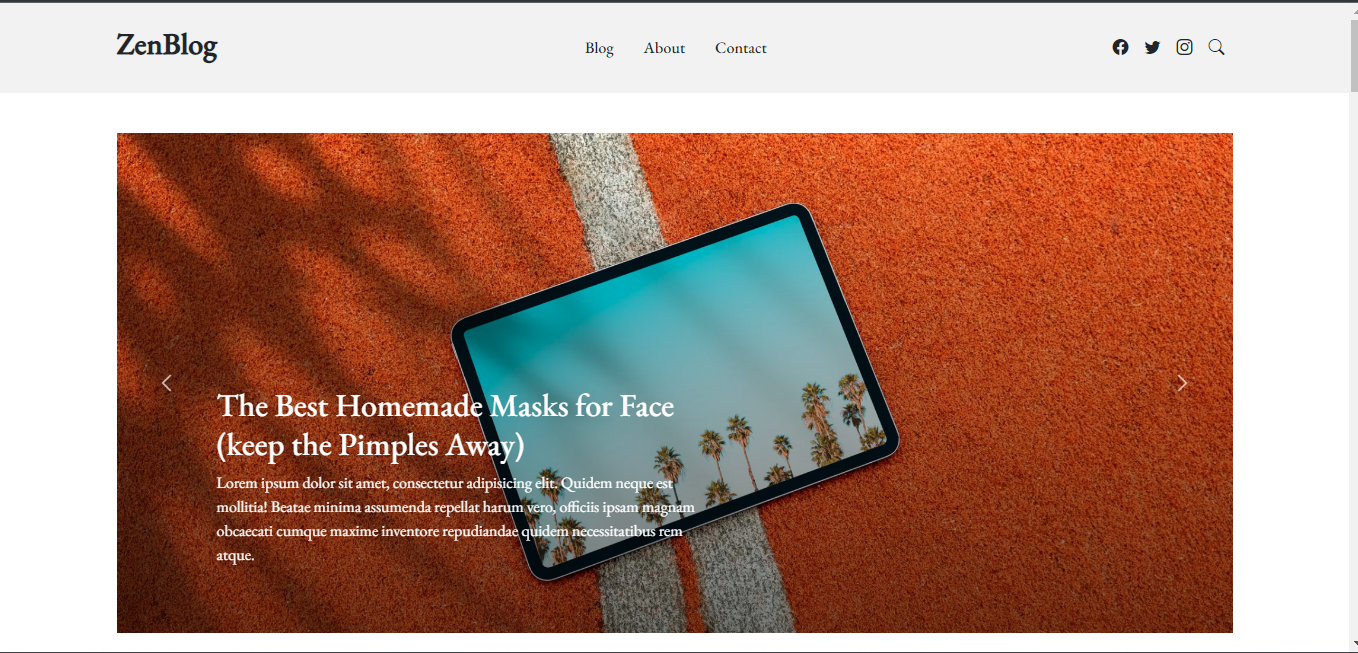 ZenBlog
Blog About Contact
The Best Homemade Masks for Face
(keep the Pimples Away)
Lorem ipsum dolor sit amet, consectetur adipisicing elit. Quidem neque est
mollitia! Beatae minima assumenda repellat harum vero, officiis ipsam magnam
obcaecati cumque maxime inventore repudiandae quidem necessitatibus rem
atque.